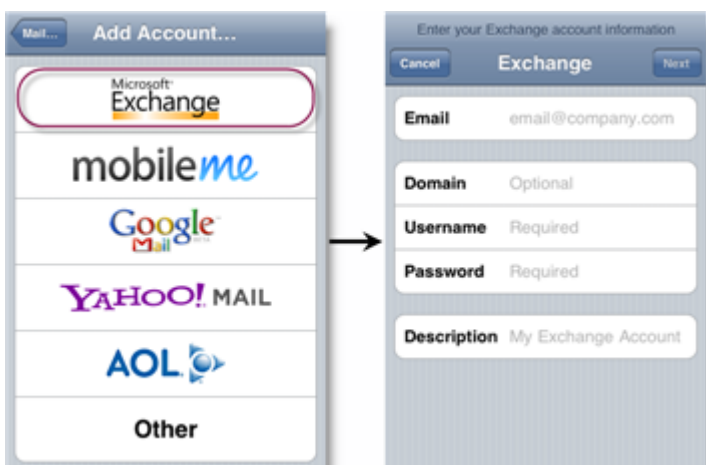 Mail...
Add Account...
Microsoft
Exchange
mobileme
Google
Mail BETA
YAHOO! MAIL
AOL
Other
Enter your Exchange account information
Cancel
Exchange
Next
Email email@company.com
Domain Optional
Username Required
Password Required
Description My Exchange Account